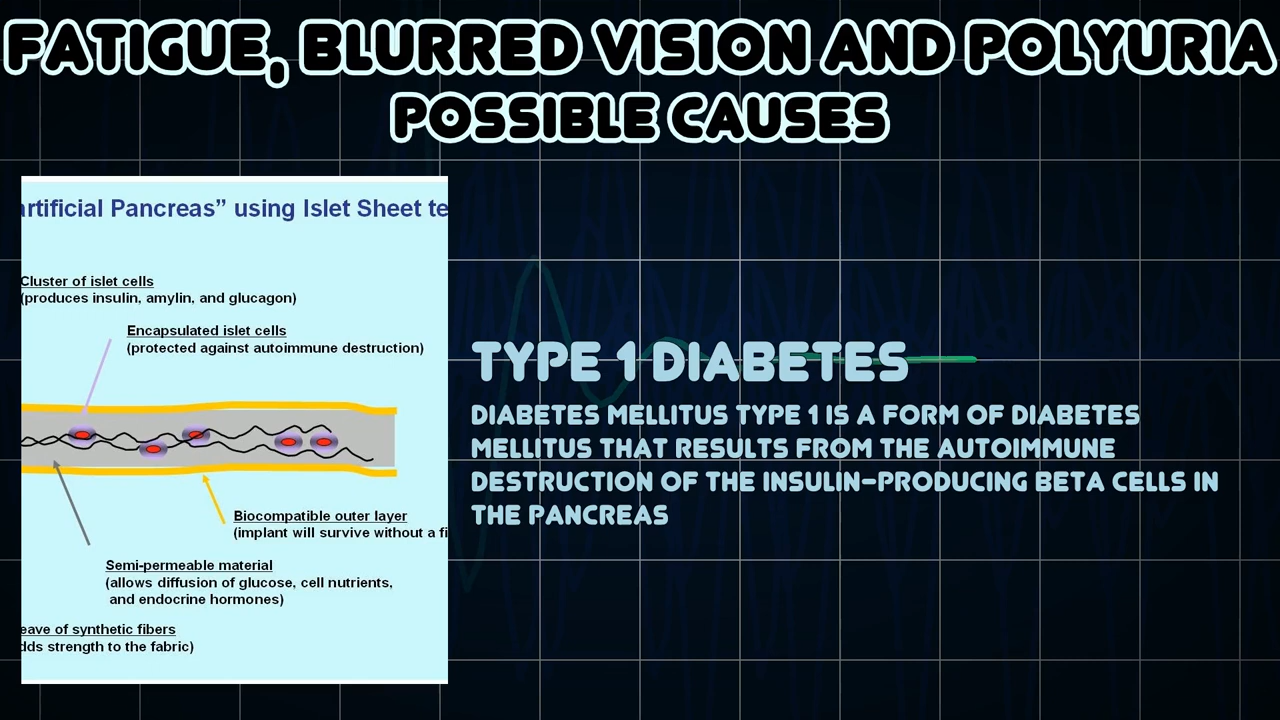 FATIGUE, BLURRED VISION AND POLYURIA
POSSIBLE CAUSES
artificial Pancreas” using Islet Sheet te
Cluster of islet cells
(produces insulin, amylin, and glucagon)
Encapsulated islet cells
(protected against autoimmune destruction)
Biocompatible outer layer
(implant will survive without a fi
Semi-permeable material
(allows diffusion of glucose, cell nutrients,
and endocrine hormones)
eave of synthetic fibers
dds strength to the fabric)
TYPE 1 DIABETES
DIABETES MELLITUS TYPE 1 IS A FORM OF DIABETES
MELLITUS THAT RESULTS FROM THE AUTOIMMUNE
DESTRUCTION OF THE INSULIN-PRODUCING BETA CELLS IN
THE PANCREAS